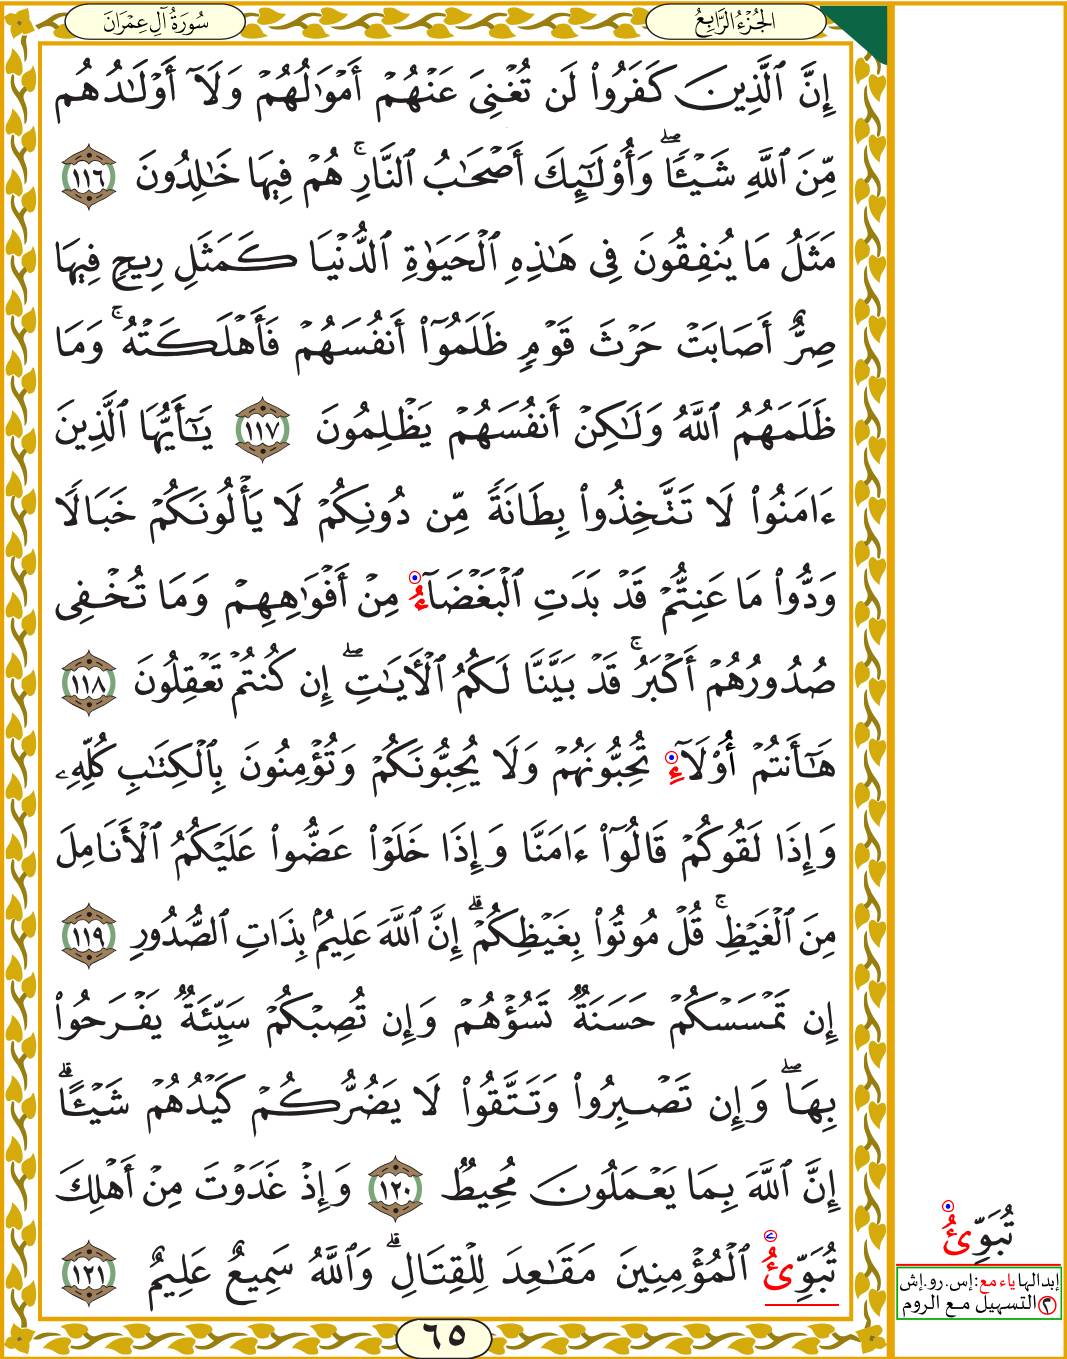 الجُزْءُ الرَّابِعُ
سُورَةُ آلِ عِمْرَانَ
إِنَّ ٱلَّذِينَ كَفَرُوا۟ لَن تُغْنِىَ عَنْهُمْ أَمْوَٰلُهُمْ وَلَآ أَوْلَـٰدُهُم
مِّنَ ٱللَّهِ شَيْـًٔا ۖ وَأُو۟لَـٰٓئِكَ أَصْحَـٰبُ ٱلنَّارِ ۚ هُمْ فِيهَا خَـٰلِدُونَ ١١٦
مَثَلُ مَا يُنفِقُونَ فِى هَـٰذِهِ ٱلْحَيَوٰةِ ٱلدُّنْيَا كَمَثَلِ رِيحٍ فِيهَا
صِرٌّ أَصَابَتْ حَرْثَ قَوْمٍ ظَلَمُوٓا۟ أَنفُسَهُمْ فَأَهْلَكَتْهُ ۚ وَمَا
ظَلَمَهُمُ ٱللَّهُ وَلَـٰكِنْ أَنفُسَهُمْ يَظْلِمُونَ ١١٧ يَـٰٓأَيُّهَا ٱلَّذِينَ
ءَامَنُوا۟ لَا تَتَّخِذُوا۟ بِطَانَةً مِّن دُونِكُمْ لَا يَأْلُونَكُمْ خَبَالًا
وَدُّوا۟ مَا عَنِتُّمْ قَدْ بَدَتِ ٱلْبَغْضَآءُ مِنْ أَفْوَٰهِهِمْ وَمَا تُخْفِى
صُدُورُهُمْ أَكْبَرُ ۚ قَدْ بَيَّنَّا لَكُمُ ٱلْـَٔايَـٰتِ ۖ إِن كُنتُمْ تَعْقِلُونَ ١١٨
هَـٰٓأَنتُمْ أُو۟لَآءِ تُحِبُّونَهُمْ وَلَا يُحِبُّونَكُمْ وَتُؤْمِنُونَ بِٱلْكِتَـٰبِ كُلِّهِۦ
وَإِذَا لَقُوكُمْ قَالُوٓا۟ ءَامَنَّا وَإِذَا خَلَوْا۟ عَضُّوا۟ عَلَيْكُمُ ٱلْأَنَامِلَ
مِنَ ٱلْغَيْظِ ۚ قُلْ مُوتُوا۟ بِغَيْظِكُمْ ۗ إِنَّ ٱللَّهَ عَلِيمٌۢ بِذَاتِ ٱلصُّدُورِ ١١٩
إِن تَمْسَسْكُمْ حَسَنَةٌ تَسُؤْهُمْ وَإِن تُصِبْكُمْ سَيِّئَةٌ يَفْرَحُوا۟
بِهَا ۖ وَإِن تَصْبِرُوا۟ وَتَتَّقُوا۟ لَا يَضُرُّكُمْ كَيْدُهُمْ شَيْـًٔا ۗ
إِنَّ ٱللَّهَ بِمَا يَعْمَلُونَ مُحِيطٌ ١٢٠ وَإِذْ غَدَوْتَ مِنْ أَهْلِكَ
تُبَوِّئُ ٱلْمُؤْمِنِينَ مَقَـٰعِدَ لِلْقِتَالِ ۗ وَٱللَّهُ سَمِيعٌ عَلِيمٌ ١٢١
تُبَوِّئُ
إبدالها ياء مع: إس.رو.إش
٢ التسهيل مع الروم
٦٥